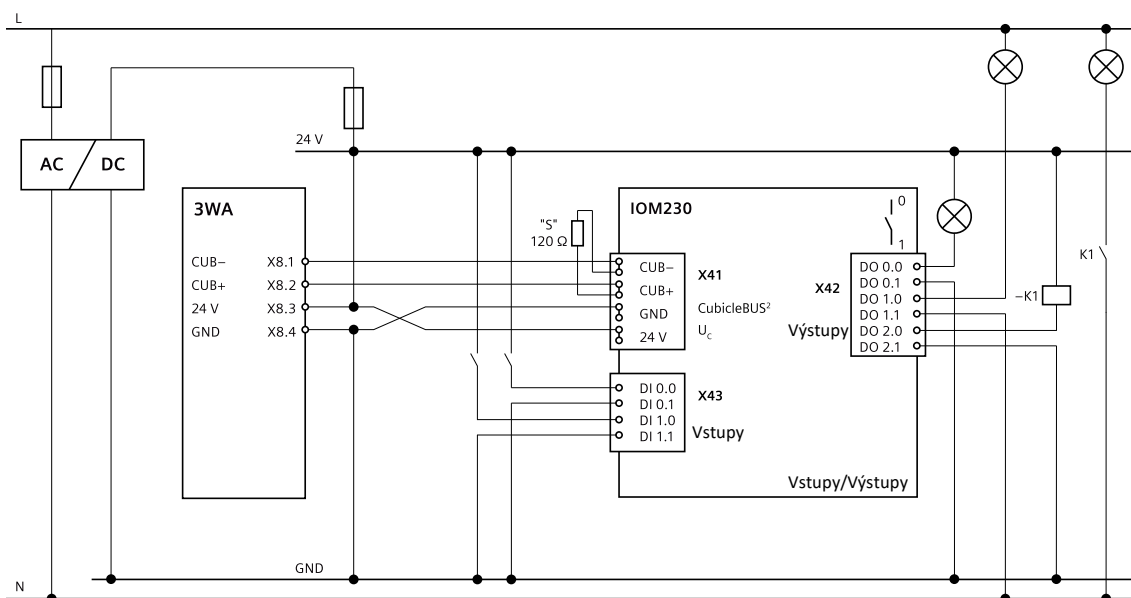 L
24 V
AC
DC
3WA
CUB− X8.1
CUB+ X8.2
24 V X8.3
GND X8.4
"S"
120 Ω
IOM230
0
1
CUB−
CUB+
GND
24 V
X41
CubicleBUS²
Uc
DI 0.0
DI 0.1
DI 1.0
DI 1.1
X43
Vstupy
X42
Výstupy
DO 0.0
DO 0.1
DO 1.0
DO 1.1
DO 2.0
DO 2.1
Vstupy/Výstupy
K1
−K1
GND
N